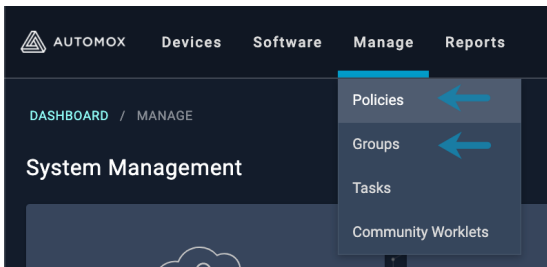 AUTOMOX Devices Software Manage Reports
Policies
DASHBOARD / MANAGE
Groups
System Management
Tasks
Community Worklets